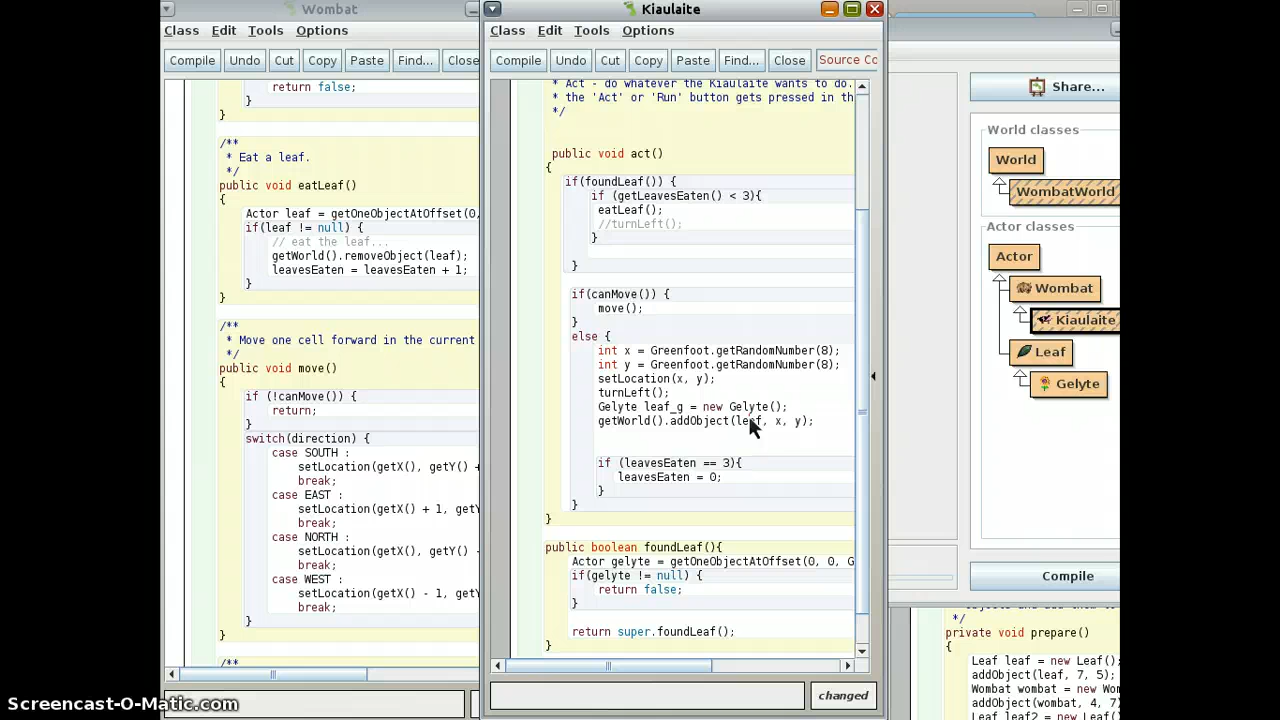 Wombat
Class Edit Tools Options
Compile Undo Cut Copy Paste Find... Close
return false;
}
}
/**
* Eat a leaf.
*/
public void eatLeaf()
{
Actor leaf = getOneObjectAtOffset(0,
if(leaf != null) {
// eat the leaf...
getWorld().removeObject(leaf);
leavesEaten = leavesEaten + 1;
}
}
/**
* Move one cell forward in the current
*/
public void move()
{
if (!canMove()) {
return;
}
switch(direction) {
case SOUTH :
setLocation(getX(), getY() +
break;
case EAST :
setLocation(getX() + 1, getY
break;
case NORTH :
setLocation(getX(), getY() -
break;
case WEST :
setLocation(getX() - 1, getY
break;
}
}
/**
Kiaulaite
Class Edit Tools Options
Compile Undo Cut Copy Paste Find... Close Source Co
* Act - do whatever the Kiaulaite wants to do.
* the 'Act' or 'Run' button gets pressed in th
*/
public void act()
{
if(foundLeaf()) {
if (getLeavesEaten() < 3){
eatLeaf();
//turnLeft();
}
}
if(canMove()) {
move();
}
else {
int x = Greenfoot.getRandomNumber(8);
int y = Greenfoot.getRandomNumber(8);
setLocation(x, y);
turnLeft();
Gelyte leaf_g = new Gelyte();
getWorld().addObject(leaf, x, y);
if (leavesEaten == 3){
leavesEaten = 0;
}
}
}
public boolean foundLeaf(){
Actor gelyte = getOneObjectAtOffset(0, 0, G
if(gelyte != null) {
return false;
}
return super.foundLeaf();
}
changed
Share...
World classes
World
WombatWorld
Actor classes
Actor
Wombat
Kiaulaite
Leaf
Gelyte
Compile
*/
private void prepare()
{
Leaf leaf = new Leaf();
addObject(leaf, 7, 5);
Wombat wombat = new Wom
addObject(wombat, 4, 7)
Leaf leaf2 = new Leaf()
Screencast-O-Matic.com